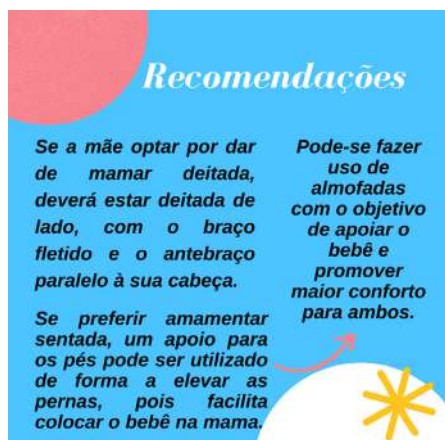 Recomendações
Se a mãe optar por dar
de mamar deitada,
deverá estar deitada de
lado, com o braço
fletido e o antebraço
paralelo à sua cabeça.
Se preferir amamentar
sentada, um apoio para
os pés pode ser utilizado
de forma a elevar as
pernas, pois facilita
colocar o bebê na mama.
Pode-se fazer
uso de
almofadas
com o objetivo
de apoiar o
bebê e
promover
maior conforto
para ambos.